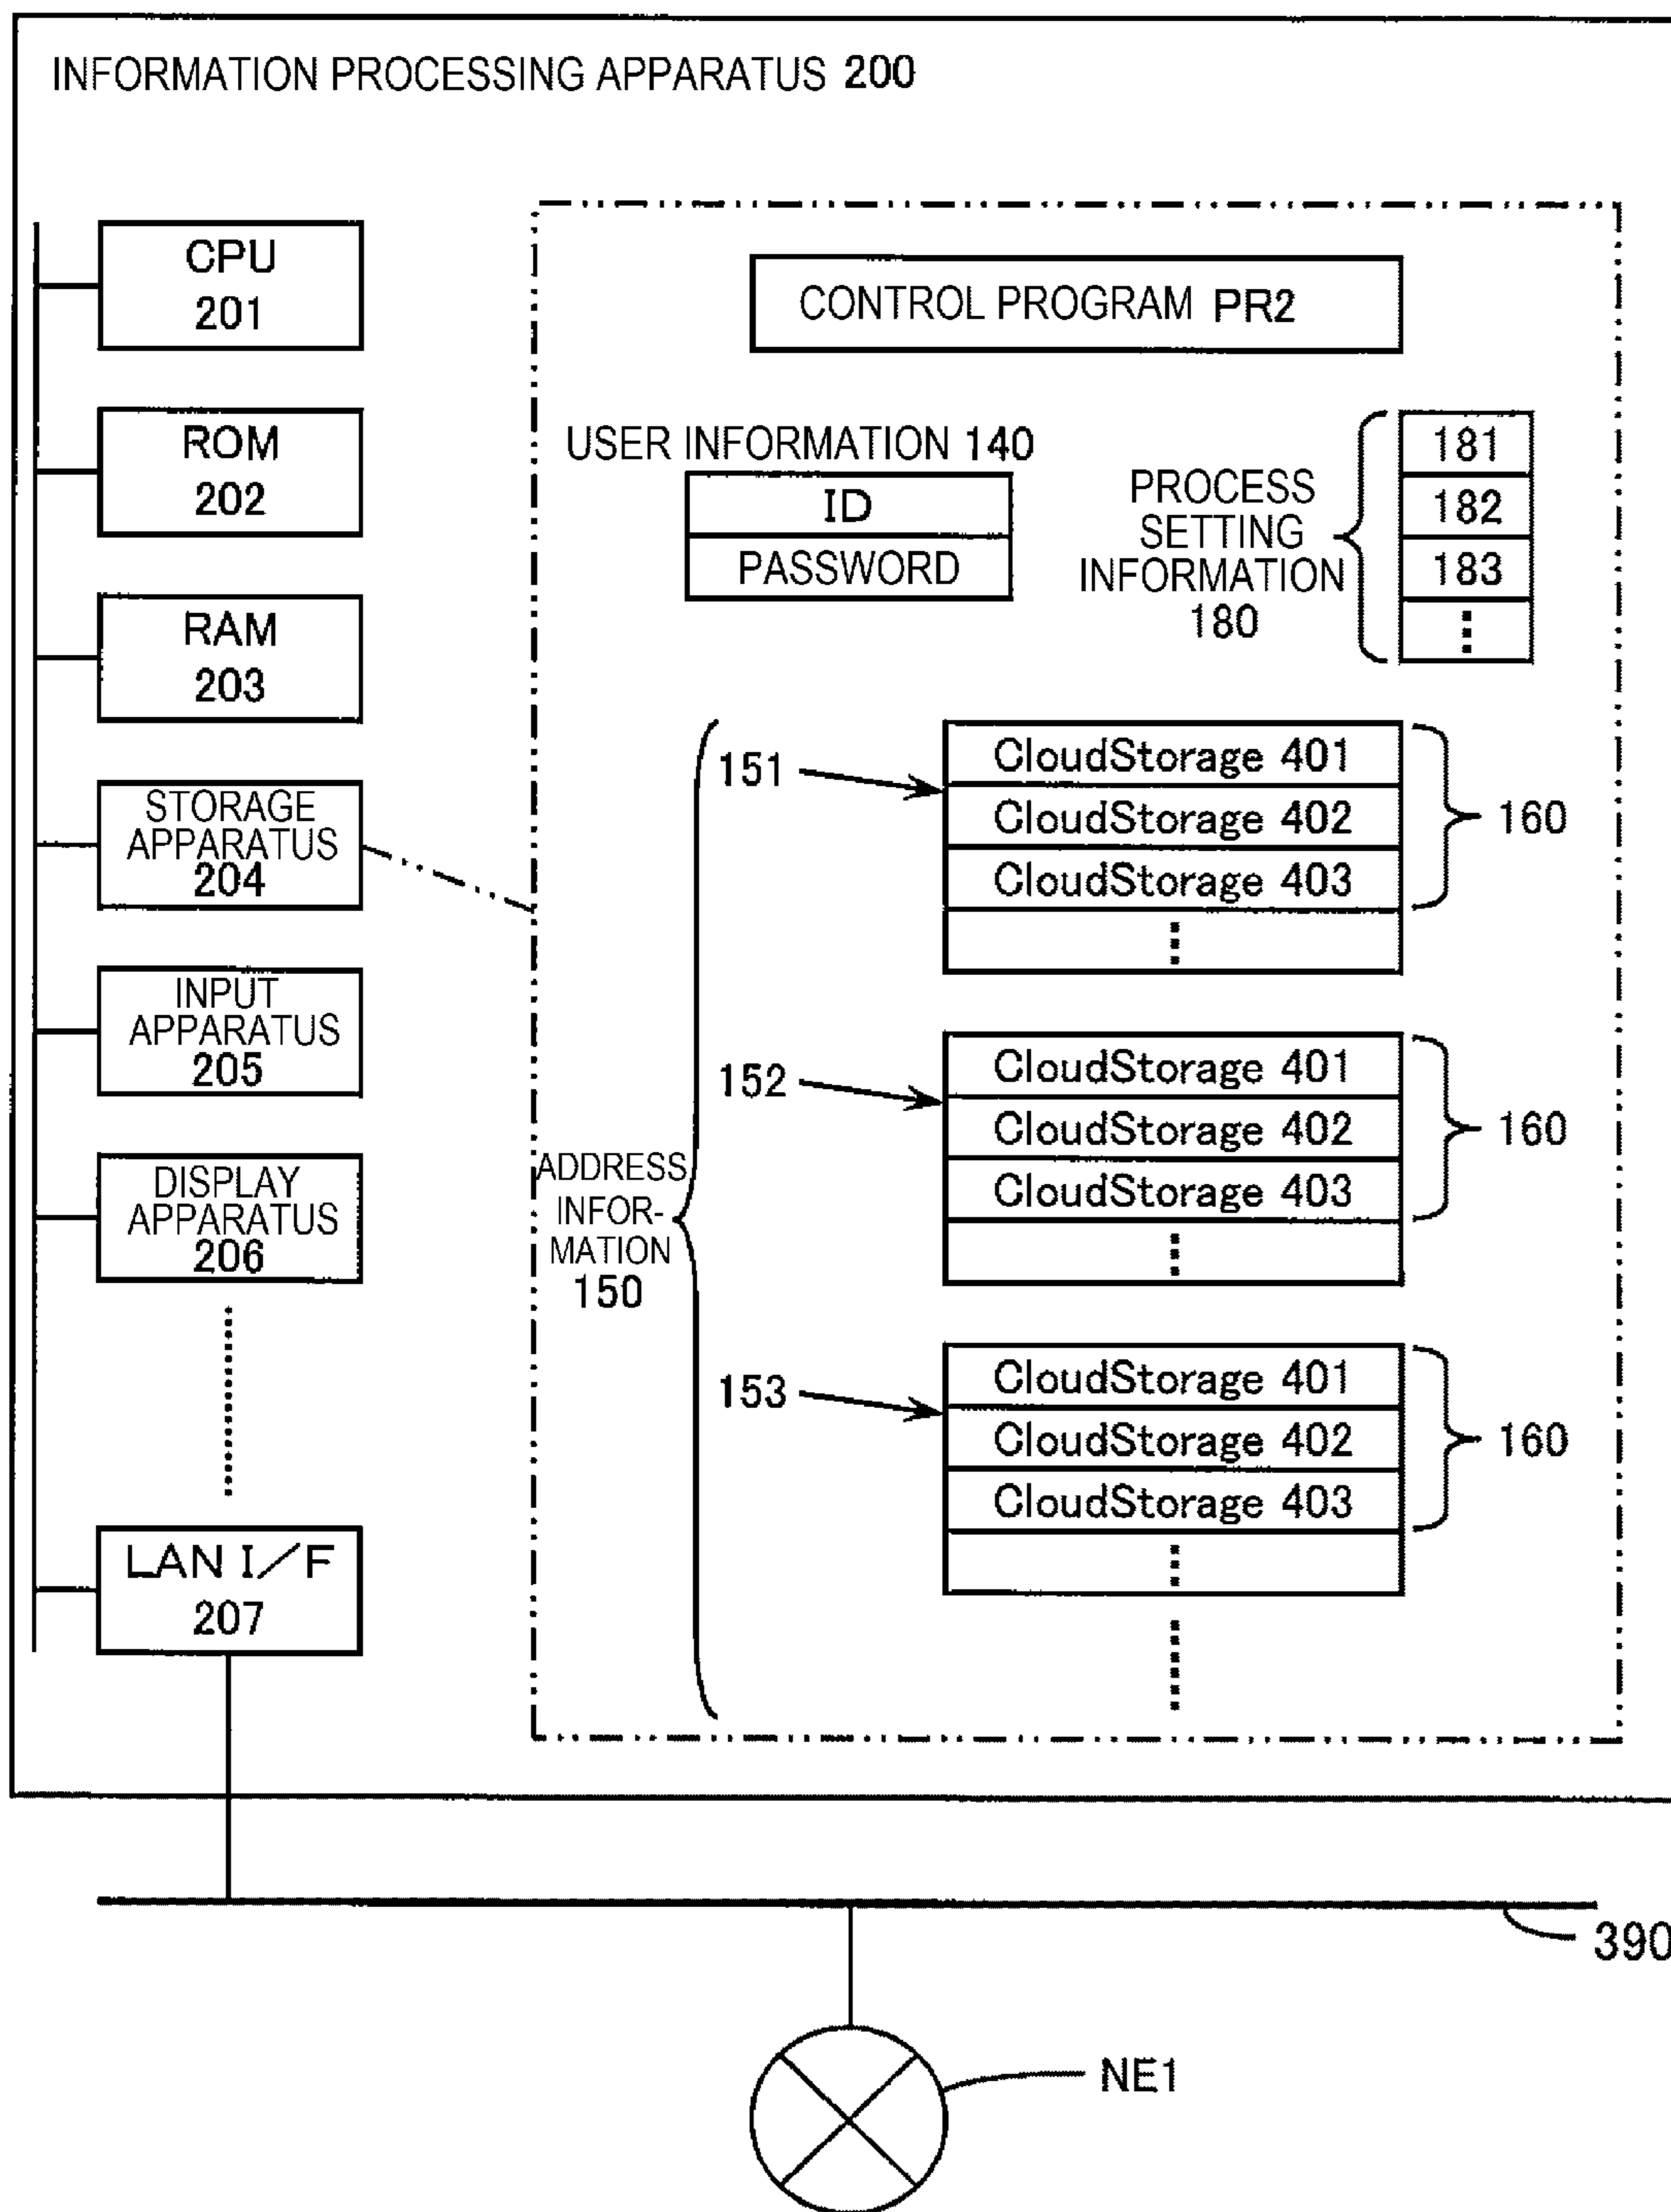 INFORMATION PROCESSING APPARATUS 200
CPU
201
ROM
202
RAM
203
STORAGE
APPARATUS
204
INPUT
APPARATUS
205
DISPLAY
APPARATUS
206
LAN I/F
207
CONTROL PROGRAM PR2
USER INFORMATION 140
ID
PASSWORD
PROCESS
SETTING
INFORMATION
180
181
182
183
ADDRESS
INFOR-
MATION
150
151
CloudStorage 401
CloudStorage 402
CloudStorage 403
160
152
CloudStorage 401
CloudStorage 402
CloudStorage 403
160
153
CloudStorage 401
CloudStorage 402
CloudStorage 403
160
390
NE1